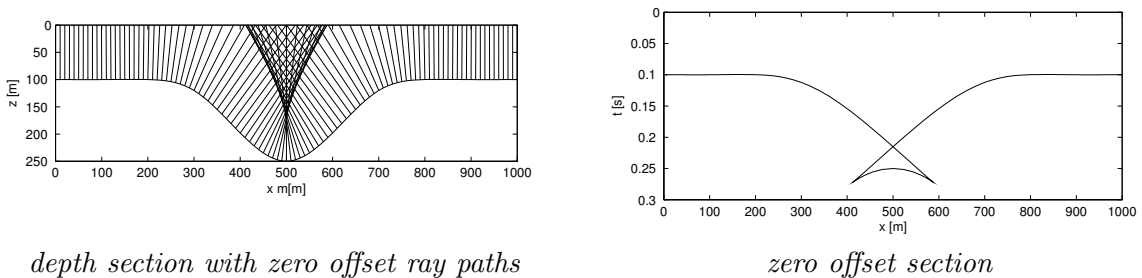 0
50
100
150
200
250
z [m]
0 100 200 300 400 500 600 700 800 900 1000
x m[m]
depth section with zero offset ray paths
0
0.05
0.1
0.15
0.2
0.25
0.3
t [s]
0 100 200 300 400 500 600 700 800 900 1000
x [m]
zero offset section